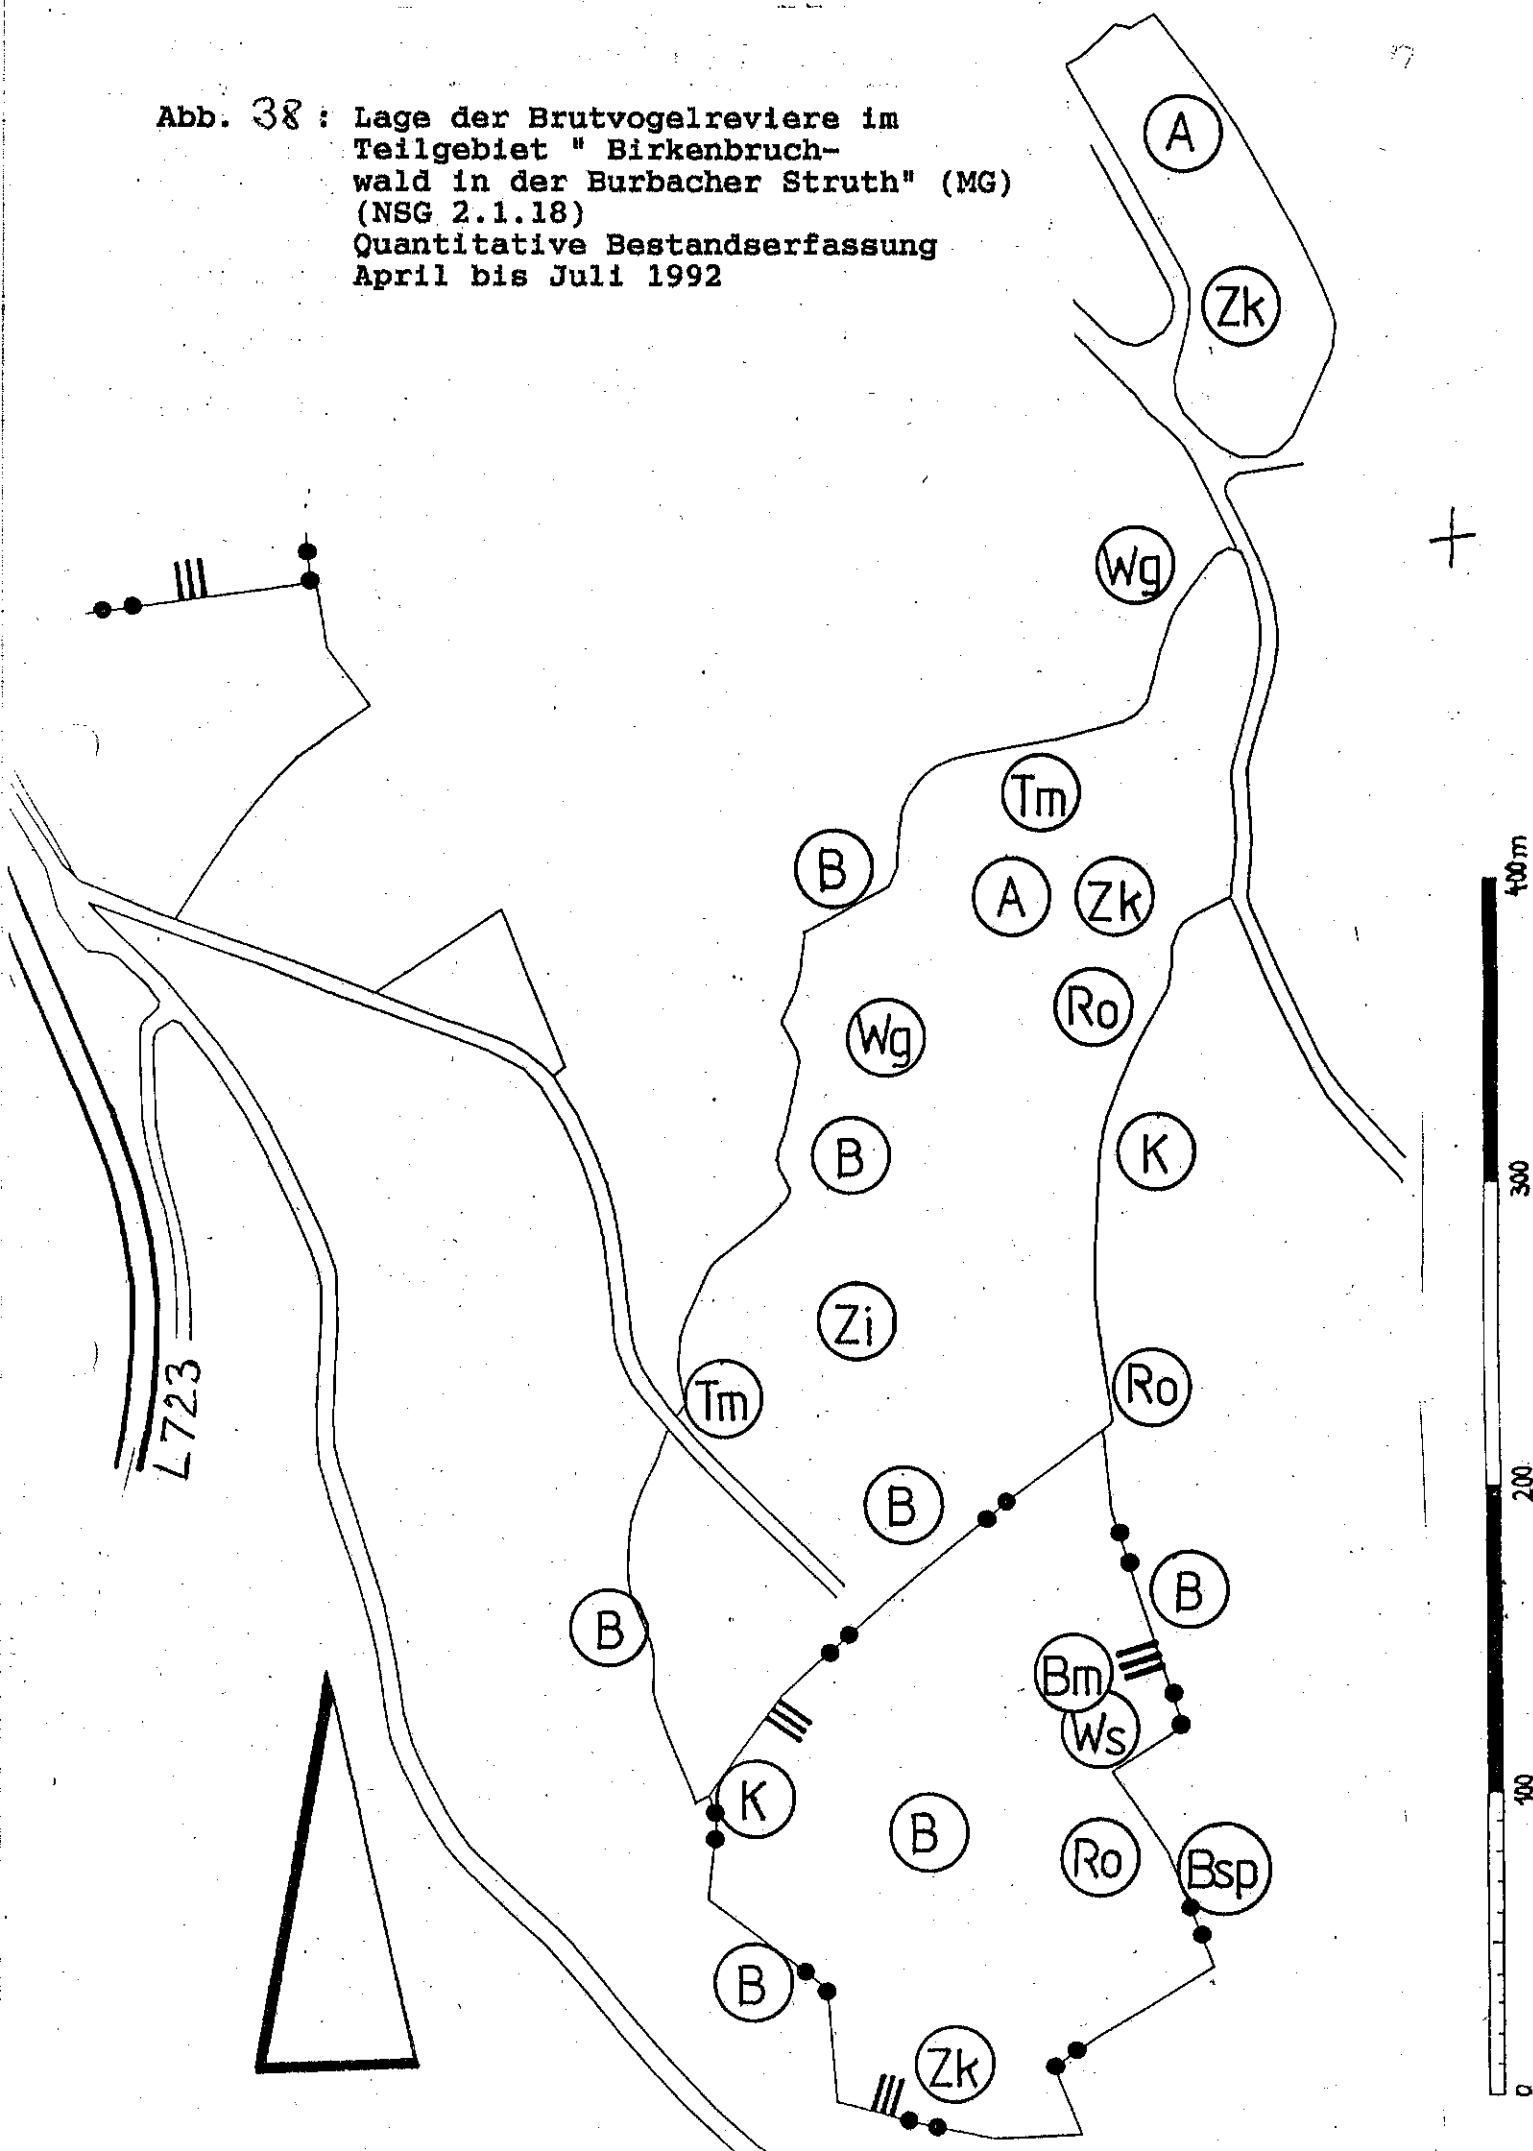 Abb. 38 : Lage der Brutvogelreviere im
Teilgebiet " Birkenbruch-
wald in der Burbacher Struth" (MG)
(NSG 2.1.18)
Quantitative Bestandserfassung
April bis Juli 1992
A
Zk
Wg
Tm
B
A
Zk
Ro
Wg
B
K
Zi
Tm
Ro
B
B
B
Bm
Ws
K
B
Ro
Bsp
B
Zk
L723
400m
300
200
100
0